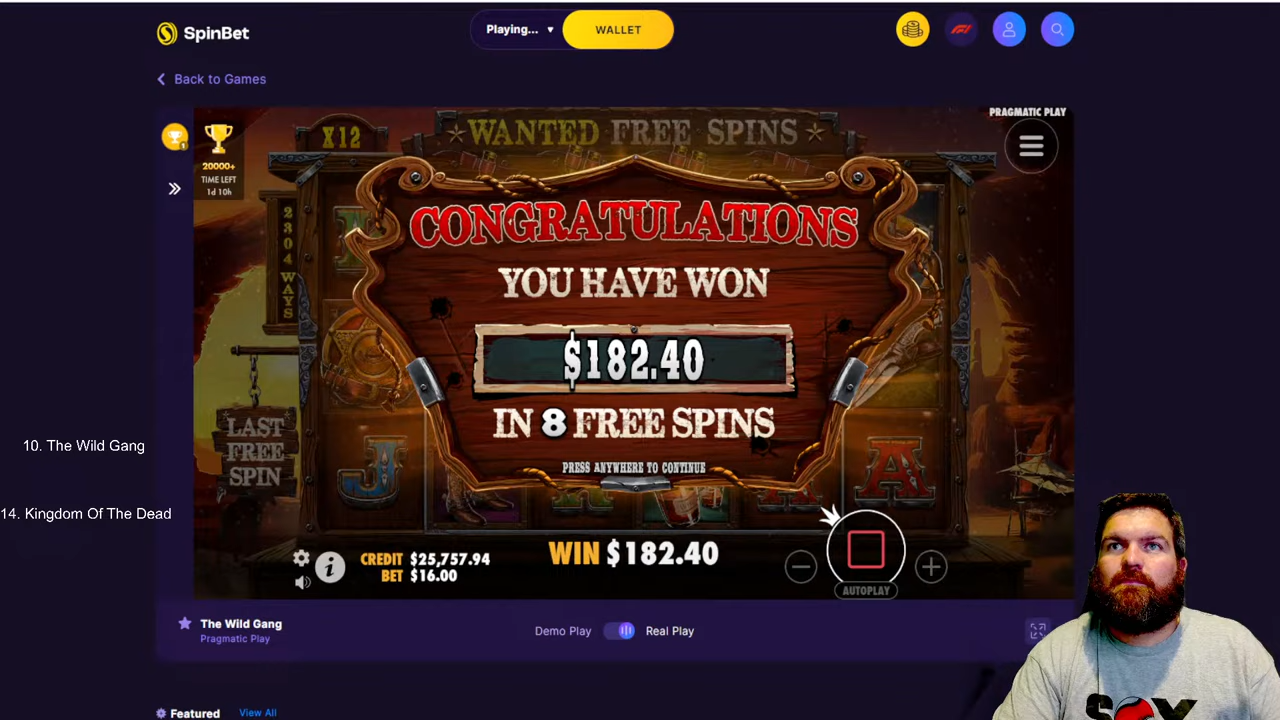 SpinBet
Playing...
WALLET
Back to Games
PRAGMATIC PLAY
X12
WANTED FREE SPINS
20000+
TIME LEFT
1d 10h
2304 WAYS
CONGRATULATIONS
YOU HAVE WON
$182.40
IN 8 FREE SPINS
PRESS ANYWHERE TO CONTINUE
LAST
FREE
SPIN
J
A
10. The Wild Gang
14. Kingdom Of The Dead
CREDIT $25,757.94
BET $16.00
WIN $182.40
AUTOPLAY
The Wild Gang
Pragmatic Play
Demo Play
Real Play
Featured
View All